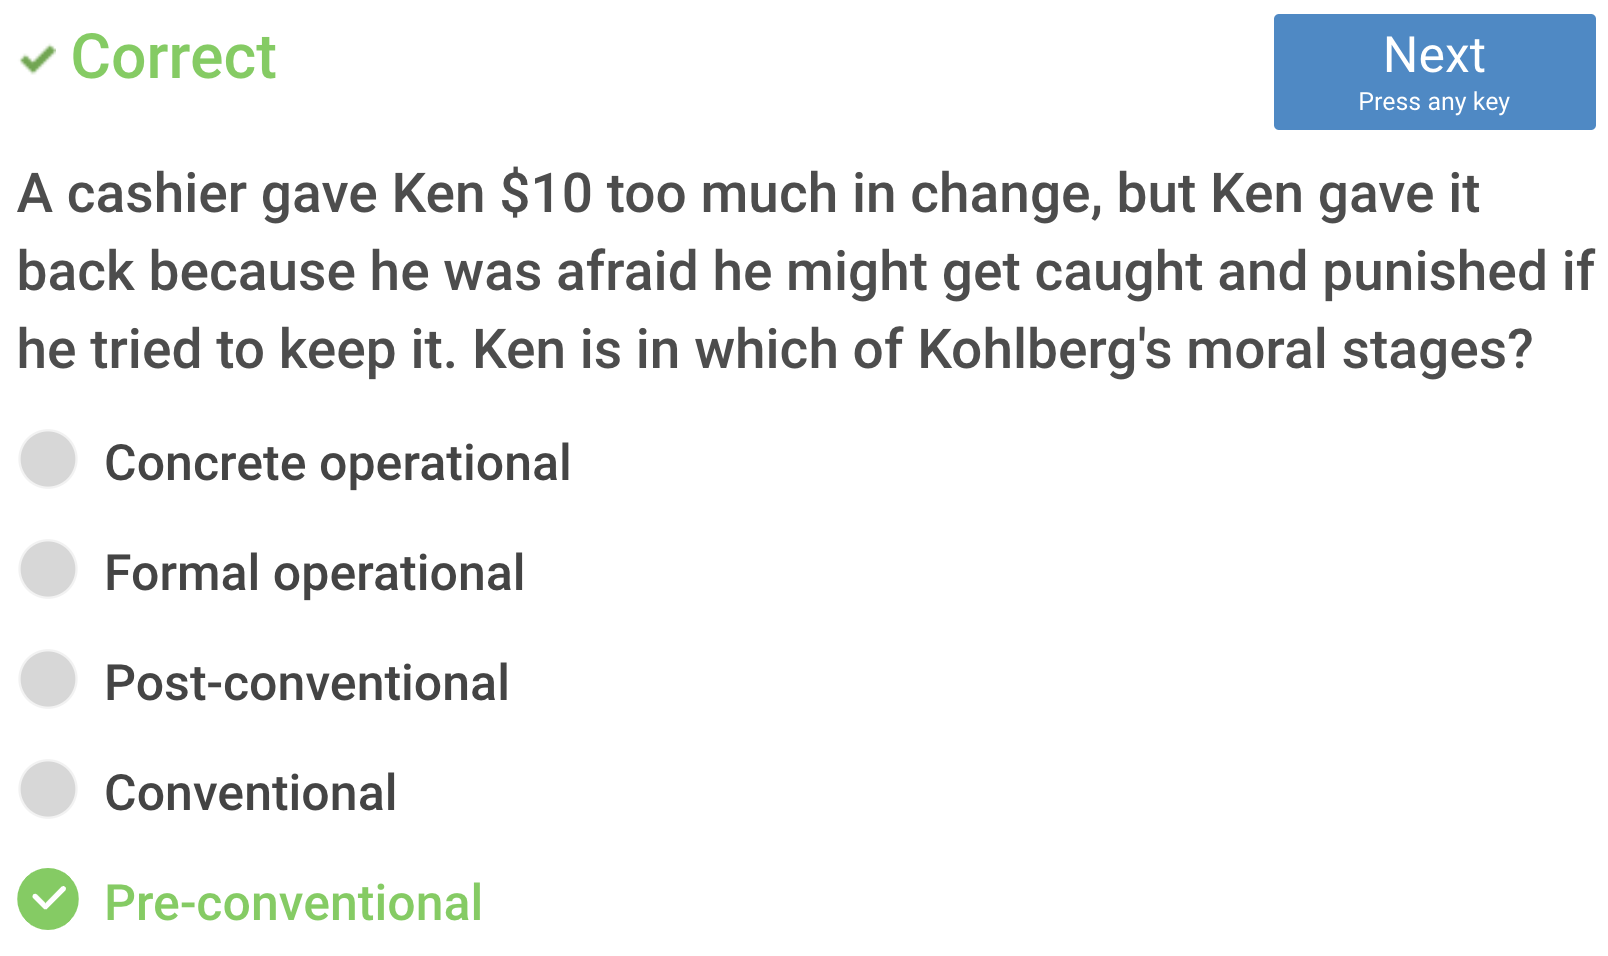 Correct
Next
Press any key
A cashier gave Ken $10 too much in change, but Ken gave it
back because he was afraid he might get caught and punished if
he tried to keep it. Ken is in which of Kohlberg's moral stages?
Concrete operational
Formal operational
Post-conventional
Conventional
Pre-conventional